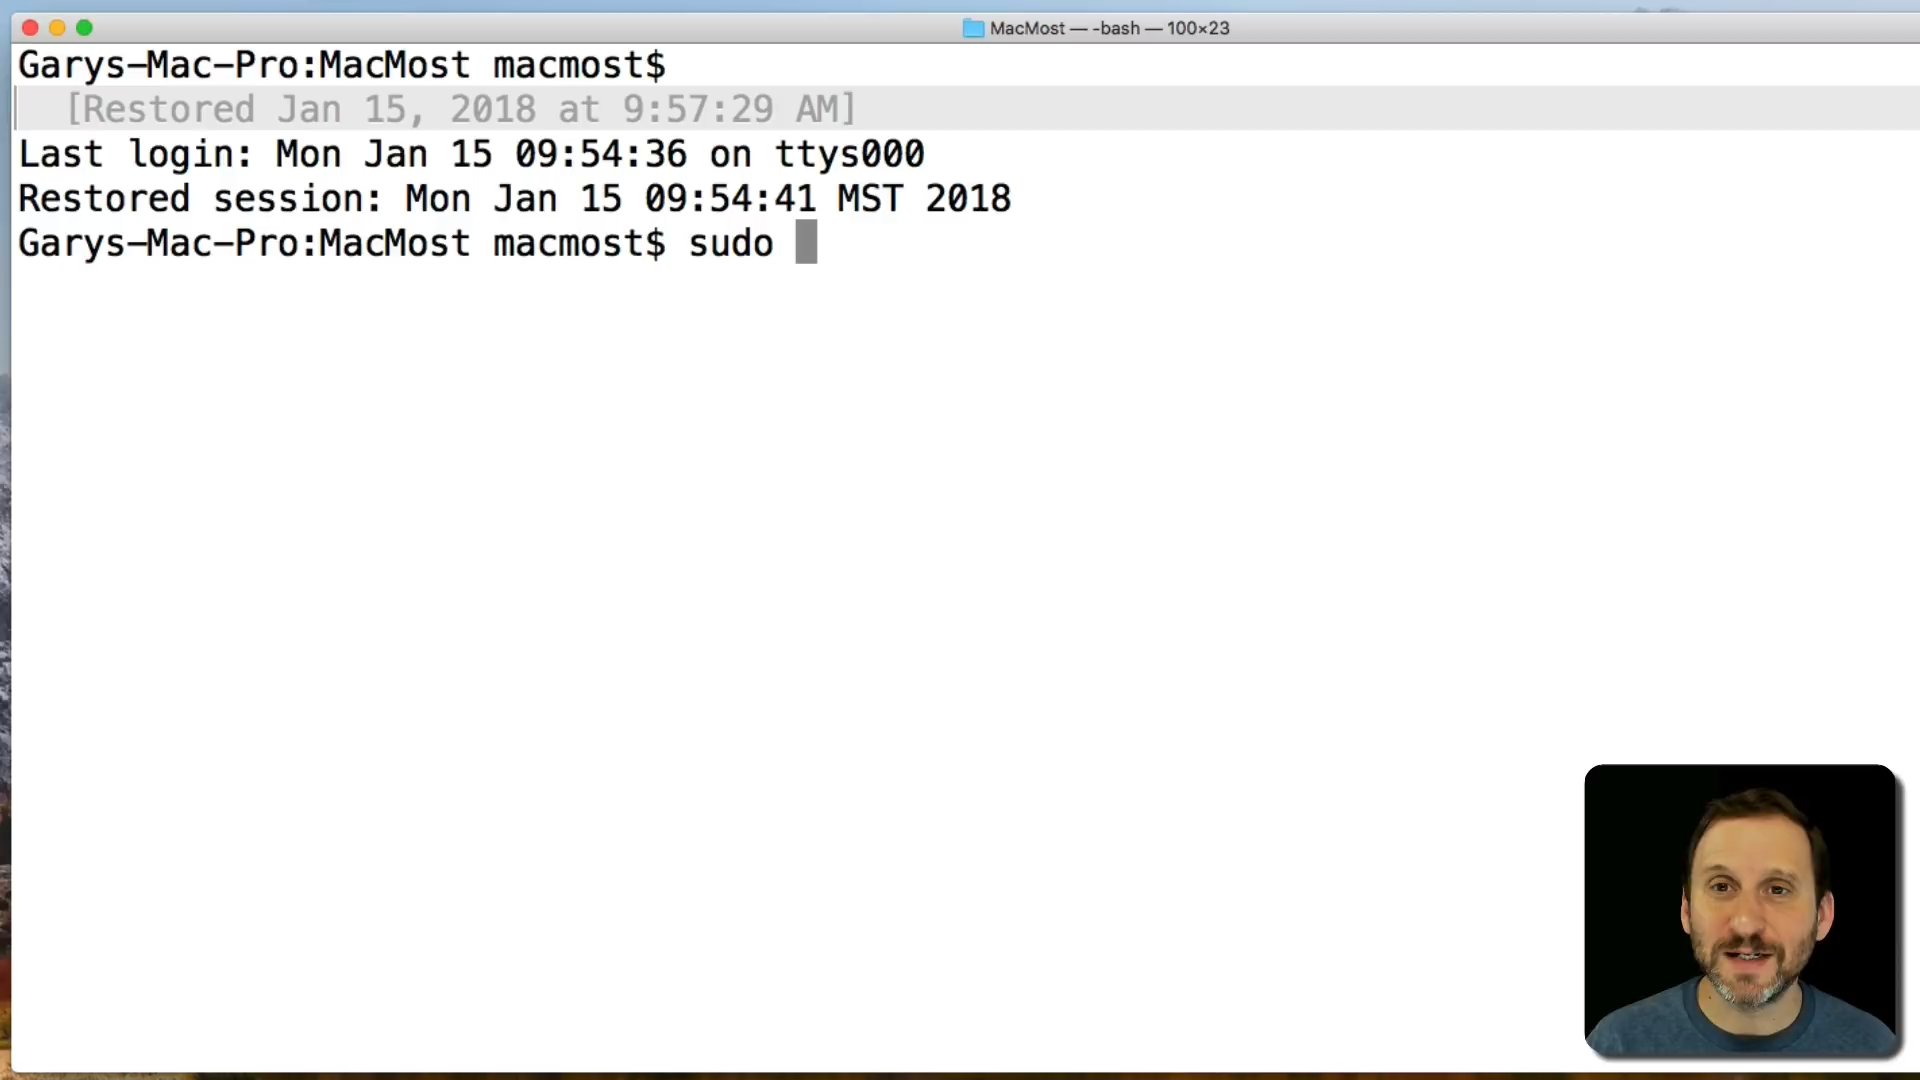 MacMost — -bash — 100×23
Garys-Mac-Pro:MacMost macmost$
[Restored Jan 15, 2018 at 9:57:29 AM]
Last login: Mon Jan 15 09:54:36 on ttys000
Restored session: Mon Jan 15 09:54:41 MST 2018
Garys-Mac-Pro:MacMost macmost$ sudo